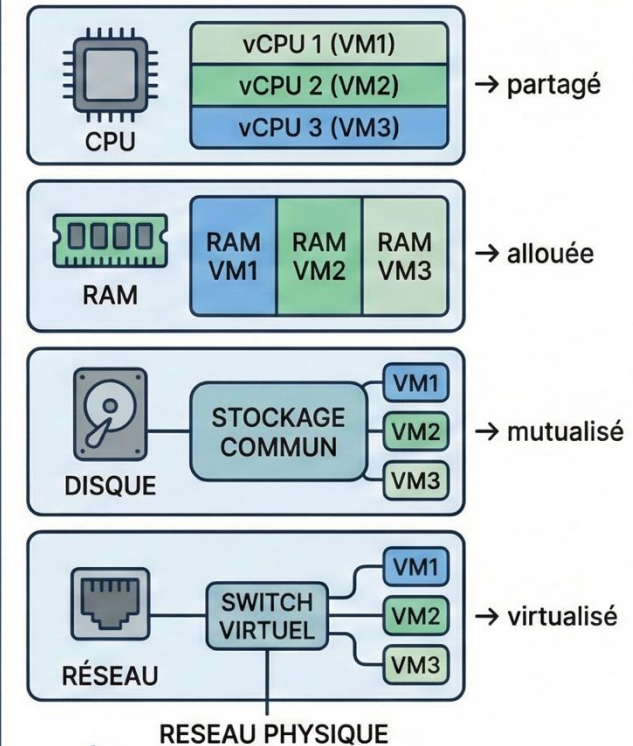 vCPU 1 (VM1)
vCPU 2 (VM2)
vCPU 3 (VM3)
CPU
→ partagé
RAM VM1
RAM VM2
RAM VM3
RAM
→ allouée
STOCKAGE
COMMUN
VM1
VM2
VM3
DISQUE
→ mutualisé
SWITCH
VIRTUEL
VM1
VM2
VM3
RÉSEAU
→ virtualisé
RESEAU PHYSIQUE